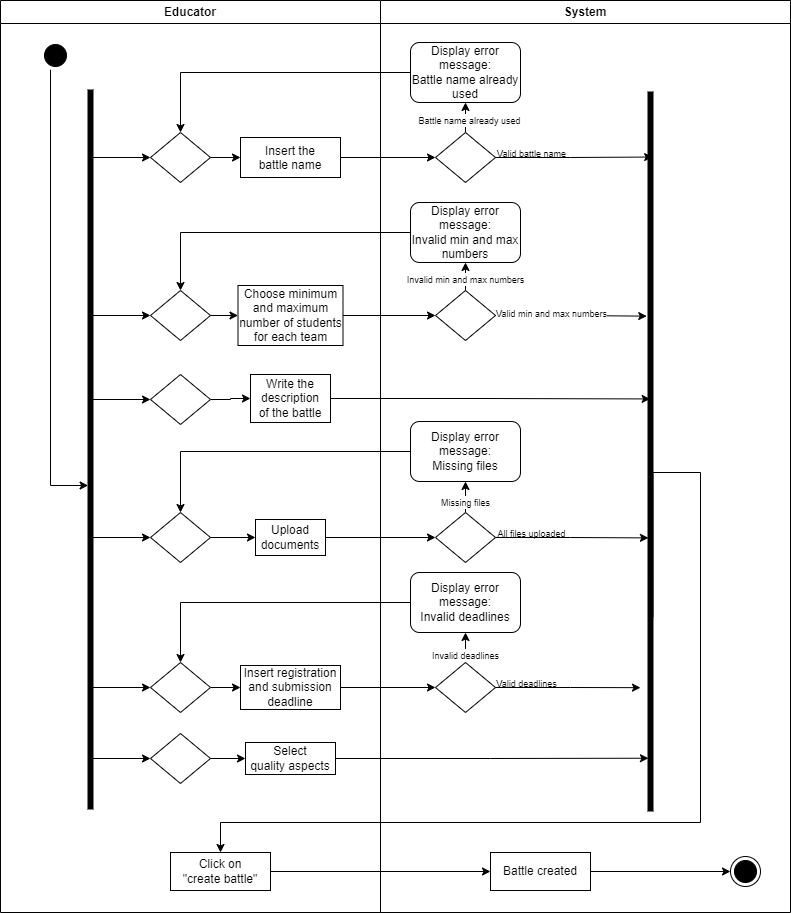 Educator
System
Display error
message:
Battle name already
used
Battle name already used
Insert the
battle name
Valid battle name
Display error
message:
Invalid min and max
numbers
Invalid min and max numbers
Choose minimum
and maximum
number of students
for each team
Valid min and max numbers
Write the
description
of the battle
Display error
message:
Missing files
Missing files
Upload
documents
All files uploaded
Display error
message:
Invalid deadlines
Invalid deadlines
Insert registration
and submission
deadline
Valid deadlines
Select
quality aspects
Click on
"create battle"
Battle created